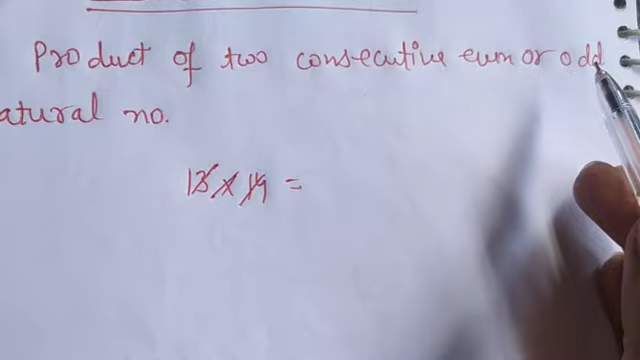 Product of two consecutive even or odd
atural no.
13 x 14 =